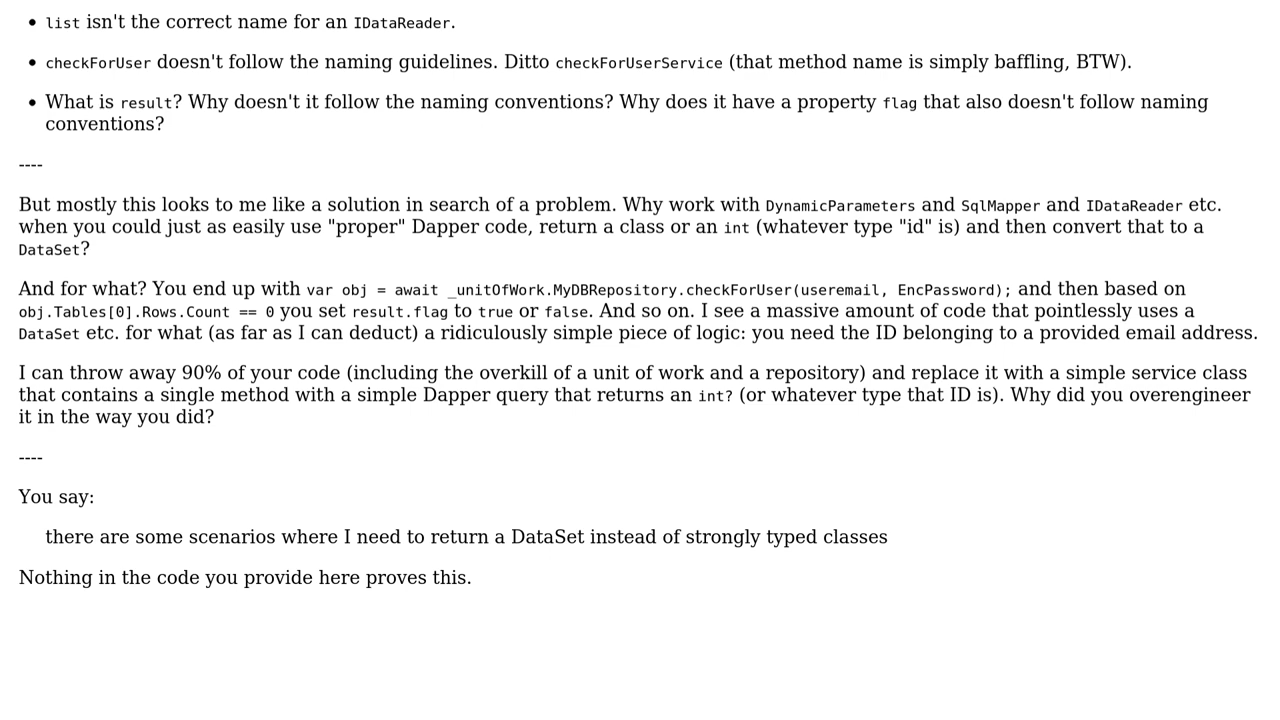 • list isn't the correct name for an IDataReader.
• checkForUser doesn't follow the naming guidelines. Ditto checkForUserService (that method name is simply baffling, BTW).
• What is result? Why doesn't it follow the naming conventions? Why does it have a property flag that also doesn't follow naming
conventions?
----
But mostly this looks to me like a solution in search of a problem. Why work with DynamicParameters and SqlMapper and IDataReader etc.
when you could just as easily use "proper" Dapper code, return a class or an int (whatever type "id" is) and then convert that to a
DataSet?
And for what? You end up with var obj = await _unitOfWork.MyDBRepository.checkForUser(useremail, EncPassword); and then based on
obj.Tables[0].Rows.Count == 0 you set result.flag to true or false. And so on. I see a massive amount of code that pointlessly uses a
DataSet etc. for what (as far as I can deduct) a ridiculously simple piece of logic: you need the ID belonging to a provided email address.
I can throw away 90% of your code (including the overkill of a unit of work and a repository) and replace it with a simple service class
that contains a single method with a simple Dapper query that returns an int? (or whatever type that ID is). Why did you overengineer
it in the way you did?
----
You say:
there are some scenarios where I need to return a DataSet instead of strongly typed classes
Nothing in the code you provide here proves this.